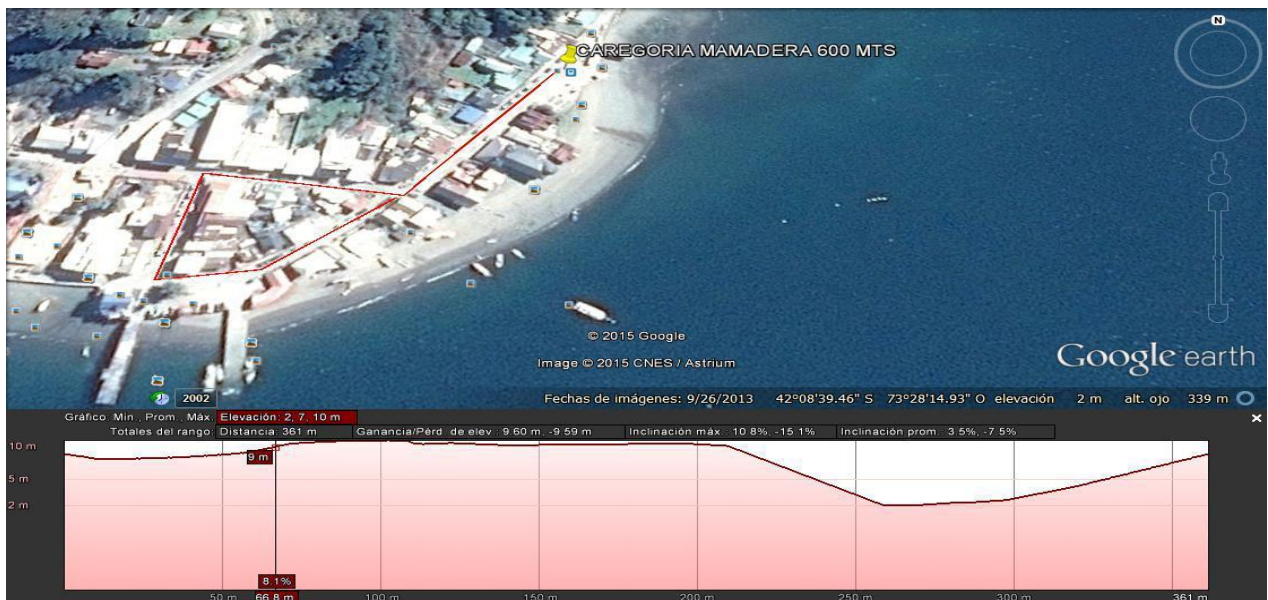 N
CAREGORIA MAMADERA 600 MTS
© 2015 Google
Image © 2015 CNES / Astrium
Google earth
2002
Fechas de imágenes: 9/26/2013 42°08'39.46" S 73°28'14.93" O elevación 2 m alt. ojo 339 m
Gráfico: Mín., Prom., Máx. Elevación: 2, 7, 10 m
Totales del rango: Distancia: 361 m Ganancia/Pérd. de elev.: 9.60 m, -9.59 m Inclinación máx.: 10.8%, -15.1% Inclinación prom.: 3.5%, -7.5%
10 m
9 m
5 m
2 m
8.1%
50 m 66.8 m 100 m 150 m 200 m 250 m 300 m 361 m